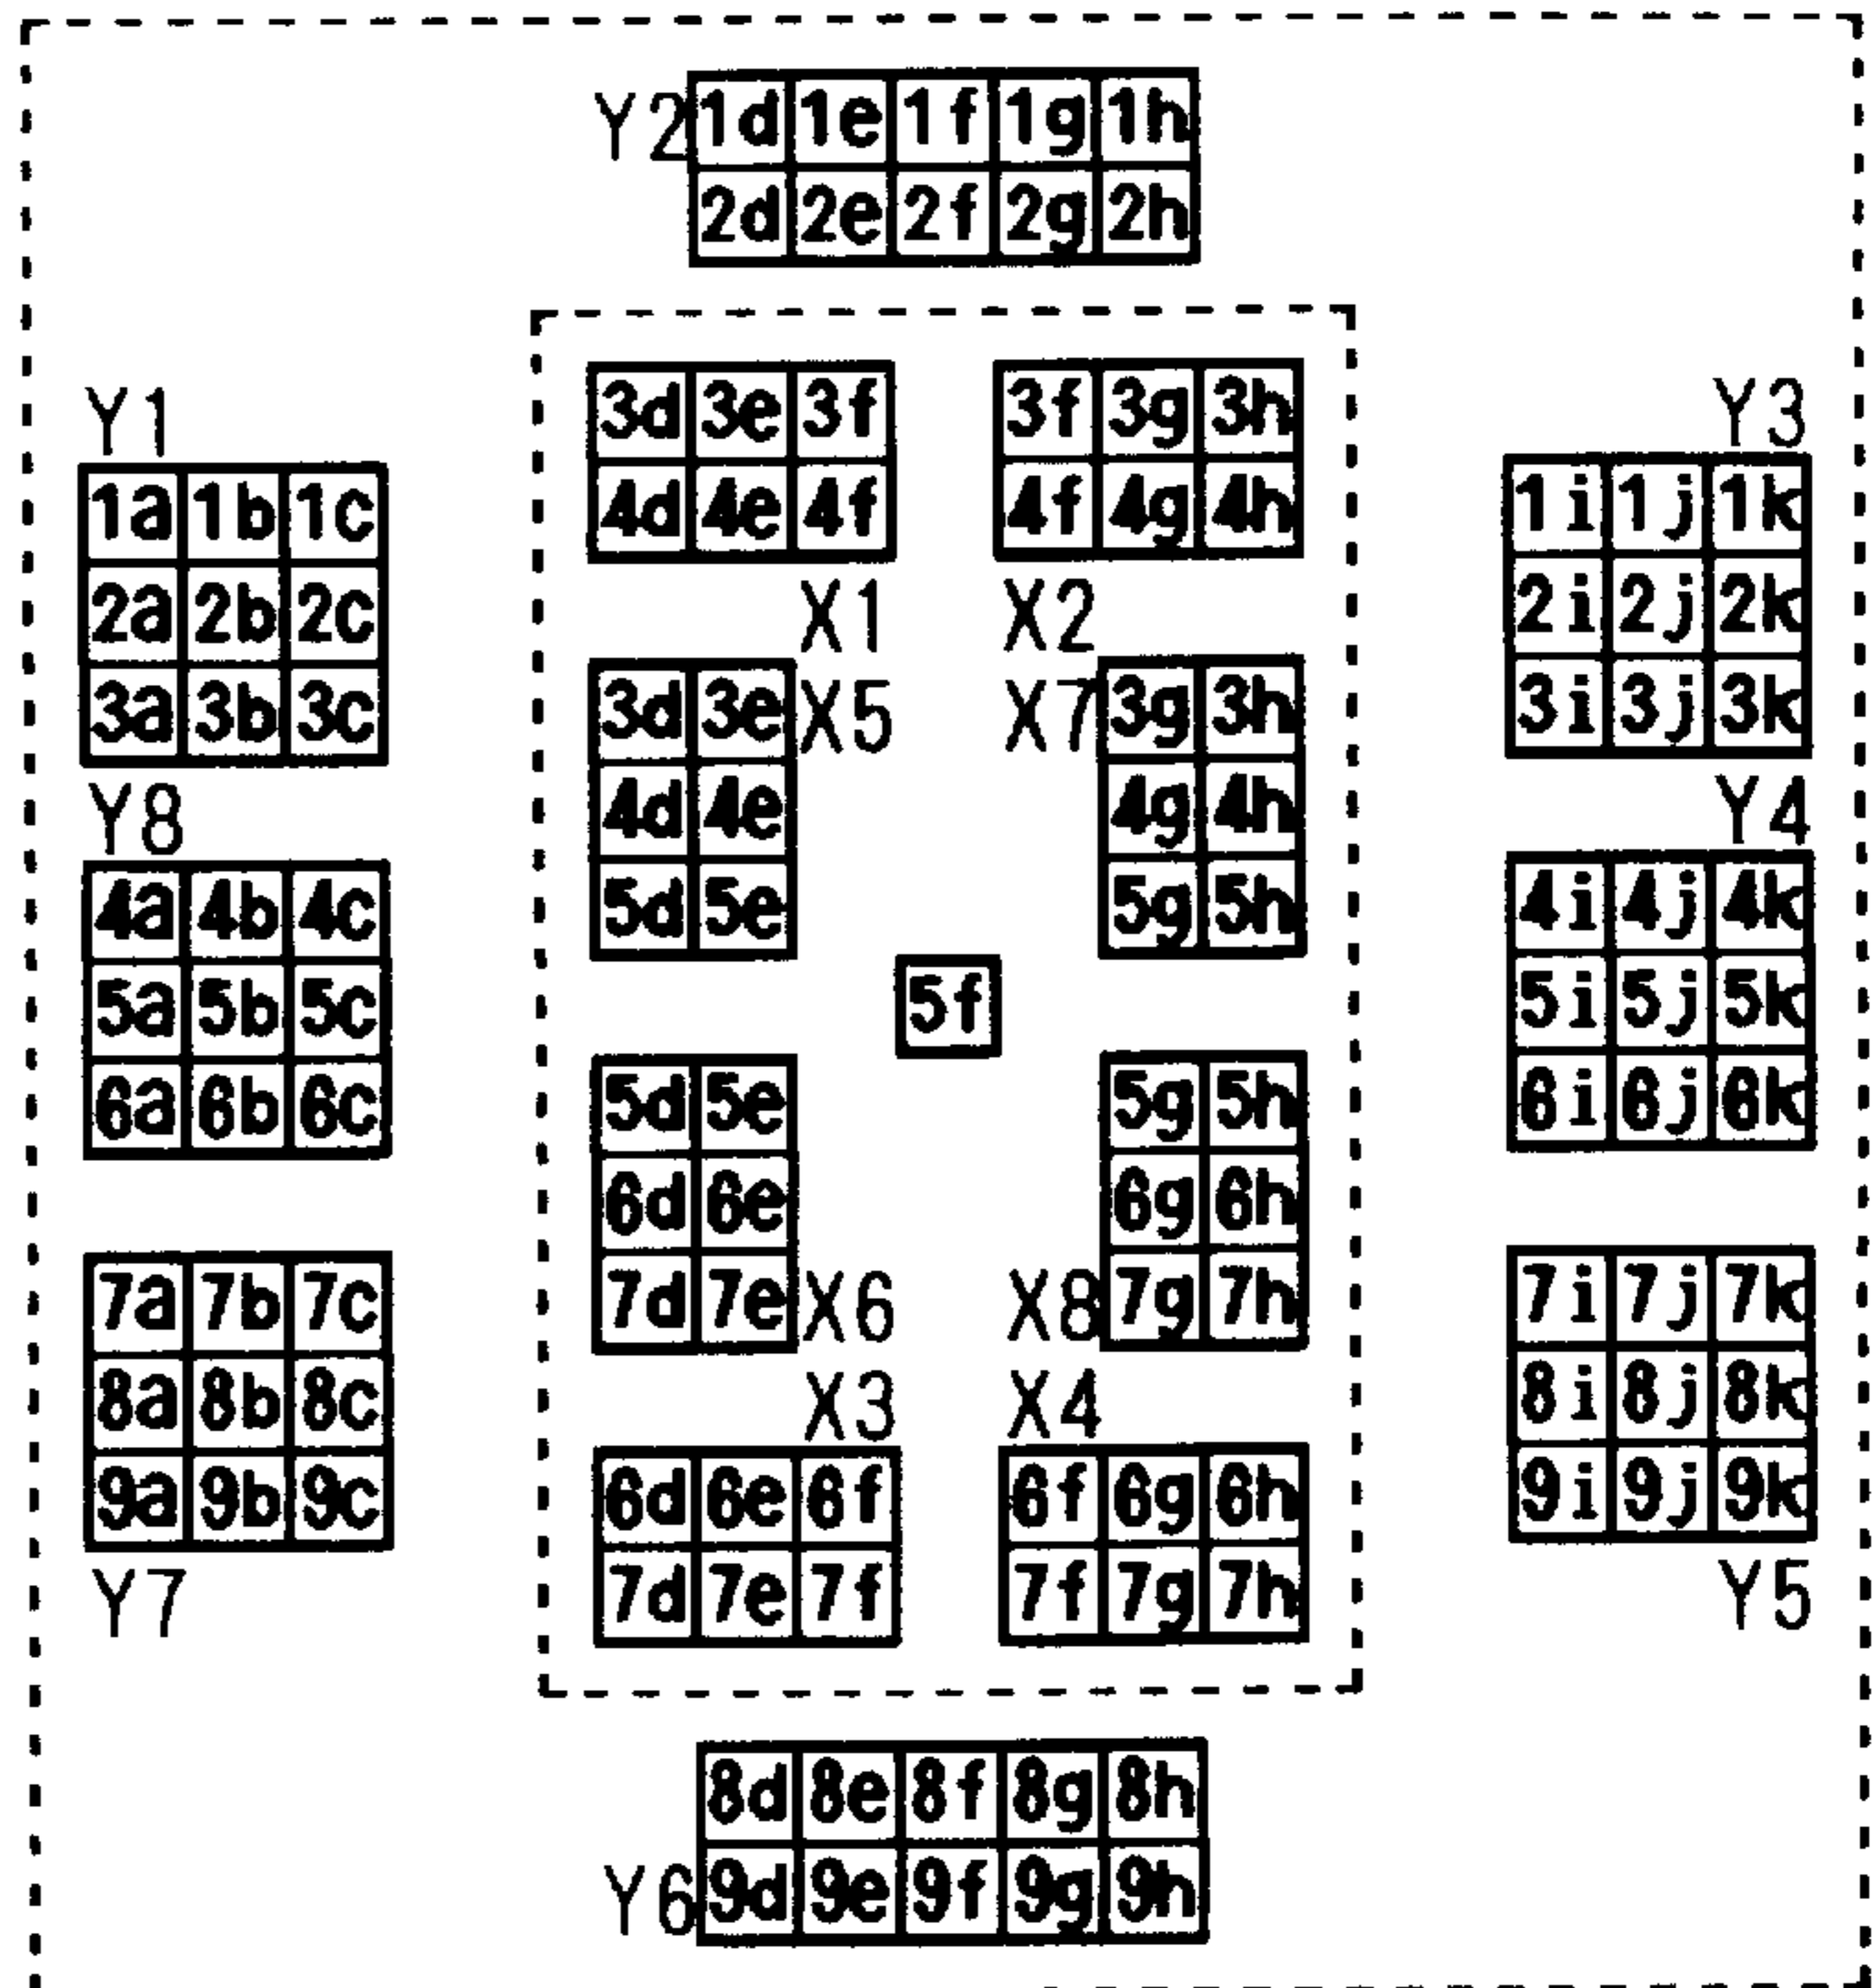 Y2
1d 1e 1f 1g 1h
2d 2e 2f 2g 2h
Y1
1a 1b 1c
2a 2b 2c
3a 3b 3c
Y8
4a 4b 4c
5a 5b 5c
6a 6b 6c
7a 7b 7c
8a 8b 8c
9a 9b 9c
Y7
3d 3e 3f
4d 4e 4f
X1
3f 3g 3h
4f 4g 4h
X2
3d 3e
4d 4e
5d 5e
X5
X7
3g 3h
4g 4h
5g 5h
5f
5d 5e
6d 6e
7d 7e
X6
X8
5g 5h
6g 6h
7g 7h
X3
6d 6e 6f
7d 7e 7f
X4
6f 6g 6h
7f 7g 7h
Y3
1i 1j 1k
2i 2j 2k
3i 3j 3k
Y4
4i 4j 4k
5i 5j 5k
6i 6j 6k
7i 7j 7k
8i 8j 8k
9i 9j 9k
Y5
8d 8e 8f 8g 8h
Y6
9d 9e 9f 9g 9h